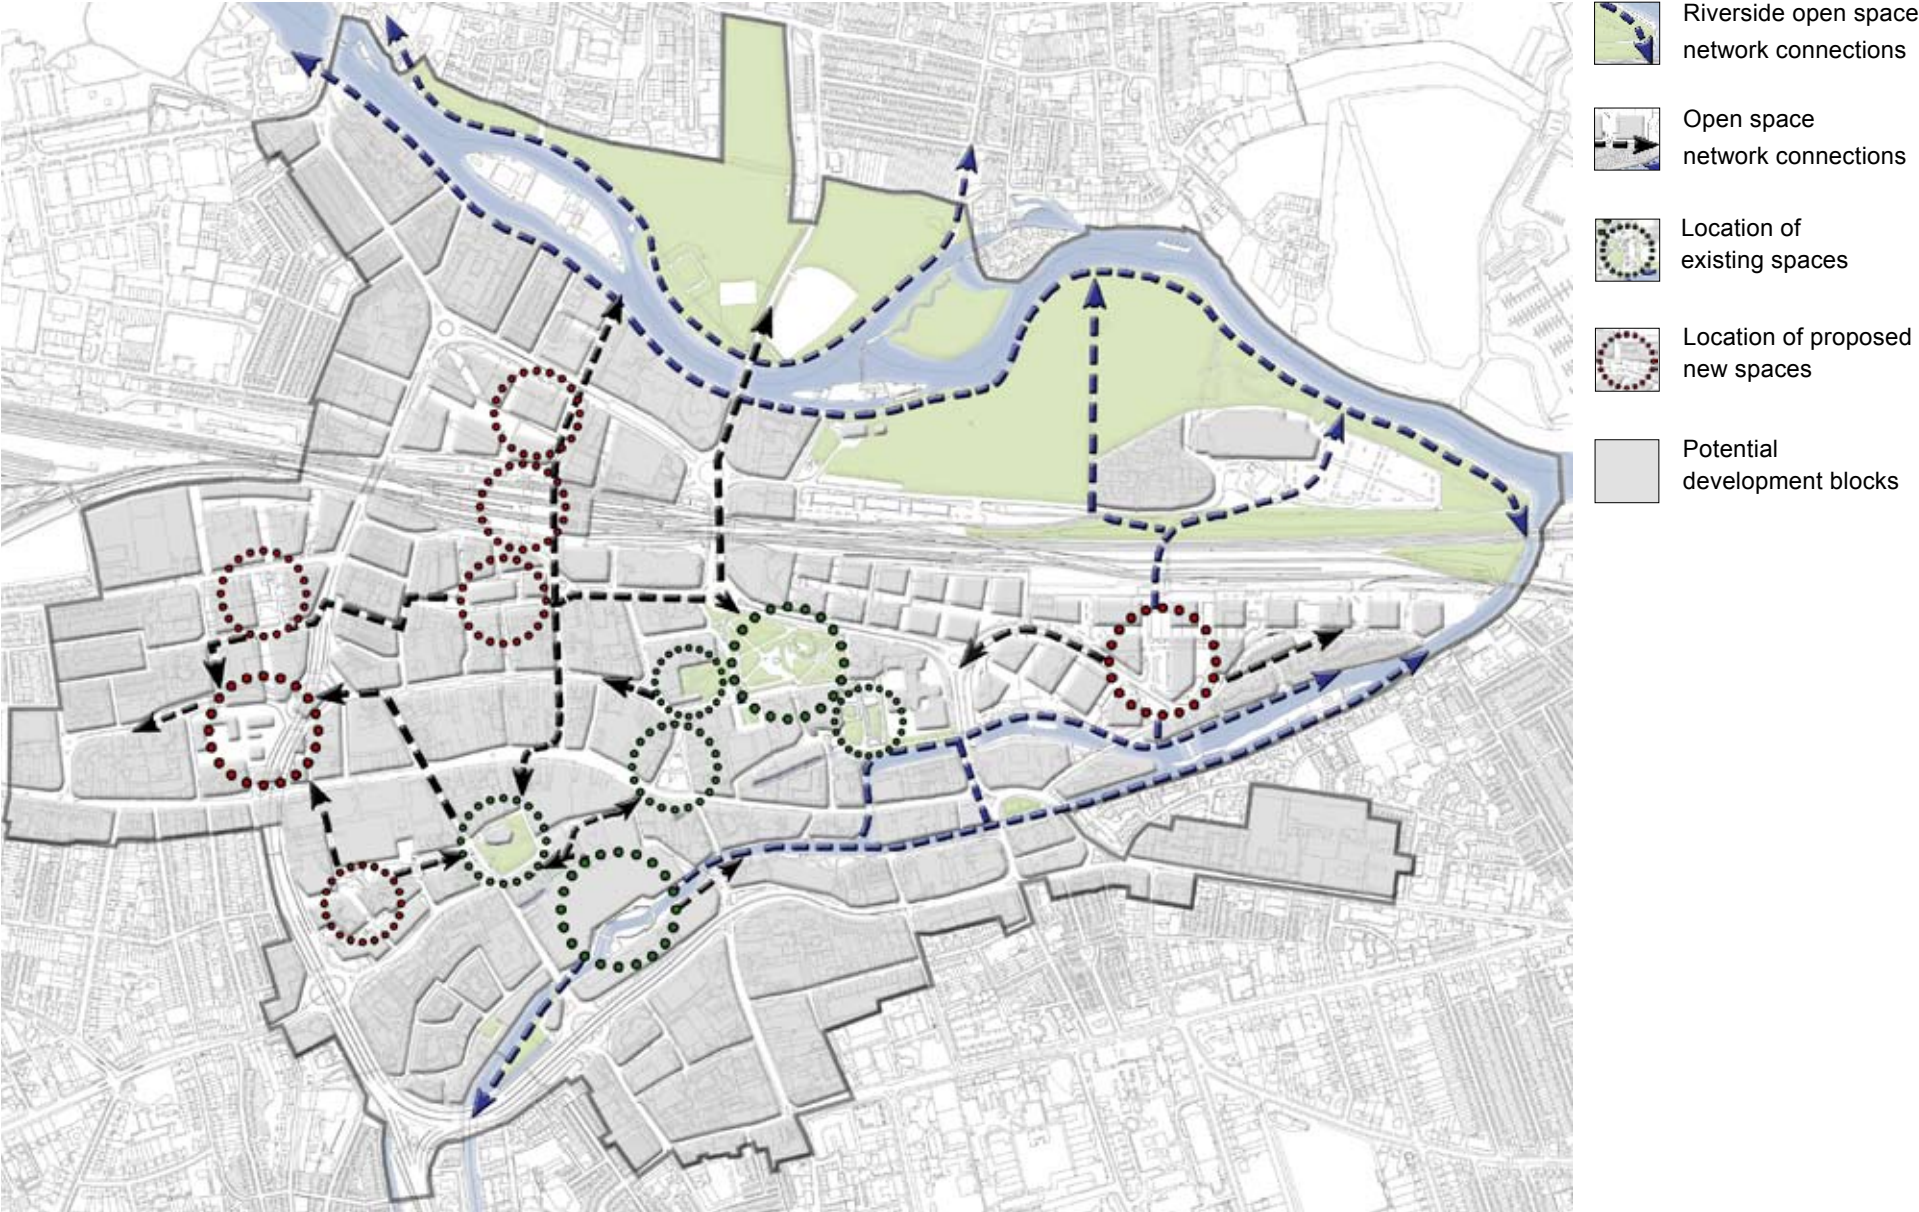 Riverside open space
network connections
Open space
network connections
Location of
existing spaces
Location of proposed
new spaces
Potential
development blocks